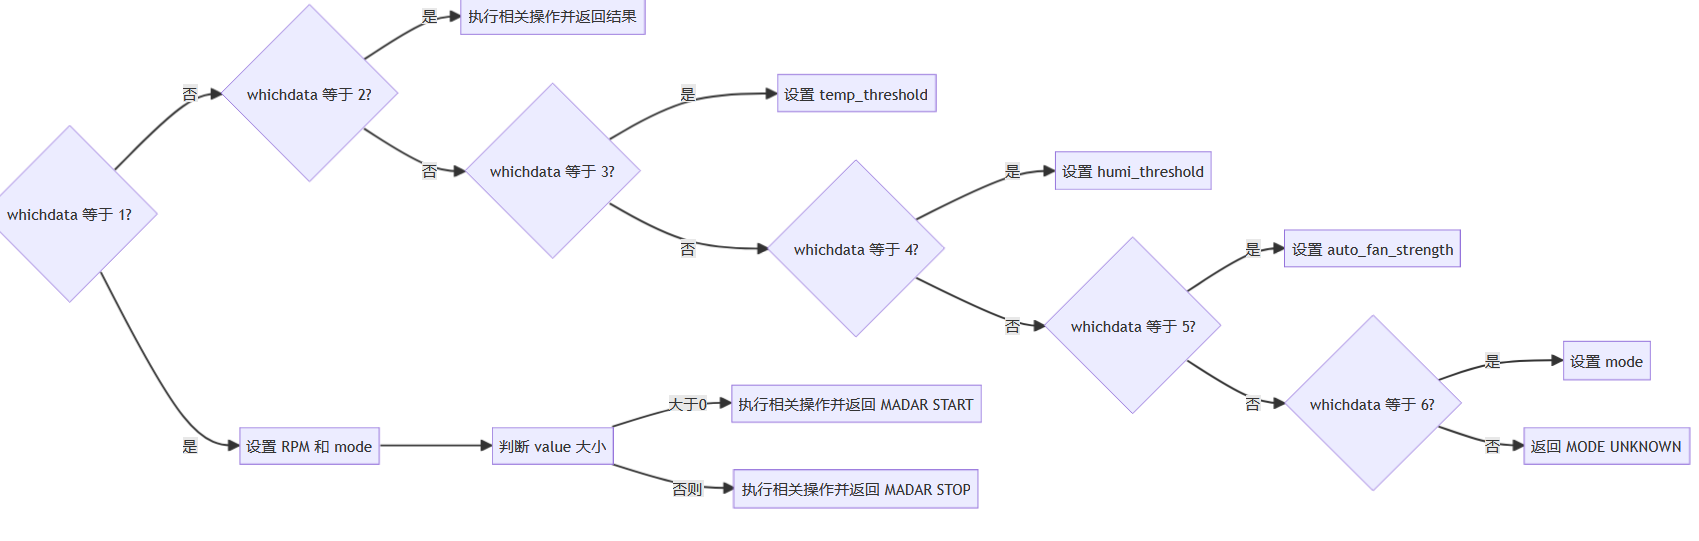 是
执行相关操作并返回结果
否
whichdata 等于 2?
是
设置 temp_threshold
否
whichdata 等于 3?
是
设置 humi_threshold
whichdata 等于 1?
否
whichdata 等于 4?
是
设置 auto_fan_strength
否
whichdata 等于 5?
是
设置 mode
否
whichdata 等于 6?
否
返回 MODE UNKNOWN
是
设置 RPM 和 mode
判断 value 大小
大于0
执行相关操作并返回 MADAR START
否则
执行相关操作并返回 MADAR STOP